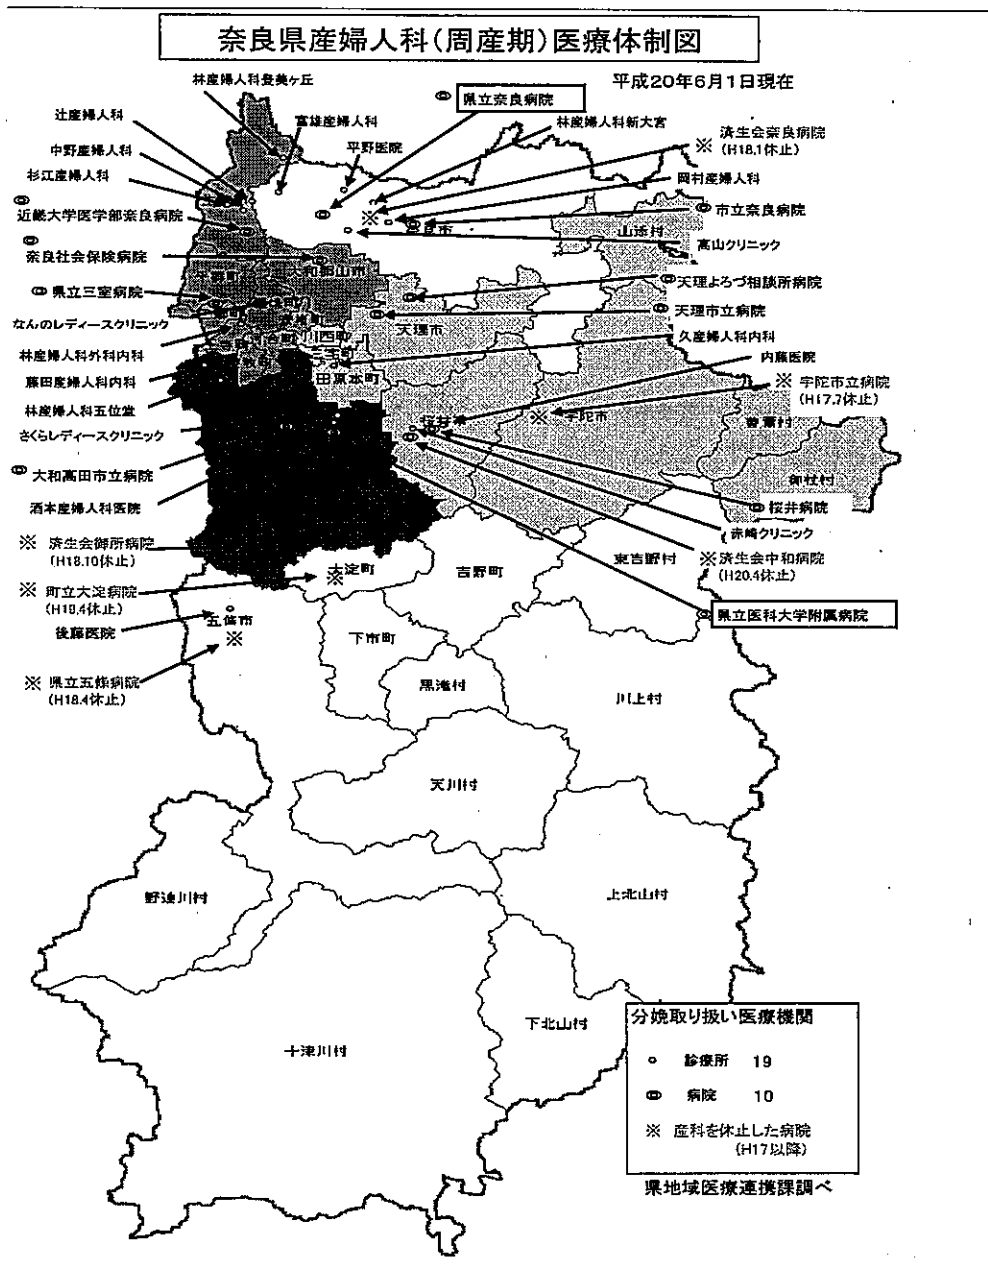 奈良県産婦人科(周産期)医療体制図
平成20年6月1日現在
林産婦人科登美ヶ丘
県立奈良病院
辻産婦人科
富雄産婦人科
林産婦人科新大宮
※ 済生会奈良病院
(H18.1休止)
中野産婦人科
平野医院
杉江産婦人科
岡村産婦人科
近畿大学医学部奈良病院
市立奈良病院
※
山添村
高山クリニック
奈良社会保険病院
大和郡山市
県立三室病院
天理よろづ相談所病院
天理市立病院
なんのレディースクリニック
天理市
川西町
三宅町
久産婦人科内科
林産婦人科外科内科
内藤医院
藤田産婦人科内科
田原本町
※ 宇陀市立病院
(H17.7休止)
林産婦人科五位堂
※ 宇陀市
曽爾村
さくらレディースクリニック
桜井市
大和高田市立病院
御杖村
酒本産婦人科医院
桜井病院
赤崎クリニック
※ 済生会御所病院
(H18.10休止)
大淀町
※
吉野町
東吉野村
※ 済生会中和病院
(H20.4休止)
※ 町立大淀病院
(H19.4休止)
県立医科大学附属病院
後藤医院
五條市
※
下市町
※ 県立五條病院
(H18.4休止)
黒滝村
川上村
天川村
野迫川村
上北山村
下北山村
十津川村
分娩取り扱い医療機関
○ 診療所 19
◎ 病院 10
※ 産科を休止した病院
(H17以降)
県地域医療連携課調べ